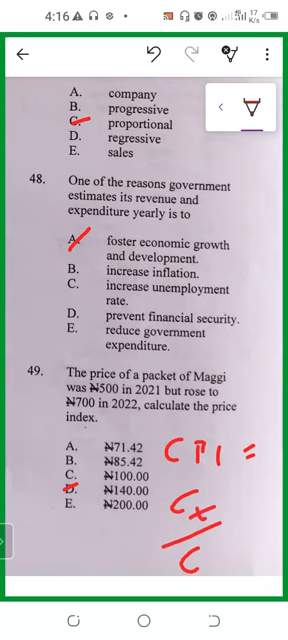 4:16
17
K/s
A. company
B. progressive
C. proportional
D. regressive
E. sales
48. One of the reasons government
estimates its revenue and
expenditure yearly is to
A. foster economic growth
and development.
B. increase inflation.
C. increase unemployment
rate.
D. prevent financial security.
E. reduce government
expenditure.
49. The price of a packet of Maggi
was ₦500 in 2021 but rose to
₦700 in 2022, calculate the price
index.
A. ₦71.42
B. ₦85.42
C. ₦100.00
D. ₦140.00
E. ₦200.00
CPI =
Cx
C